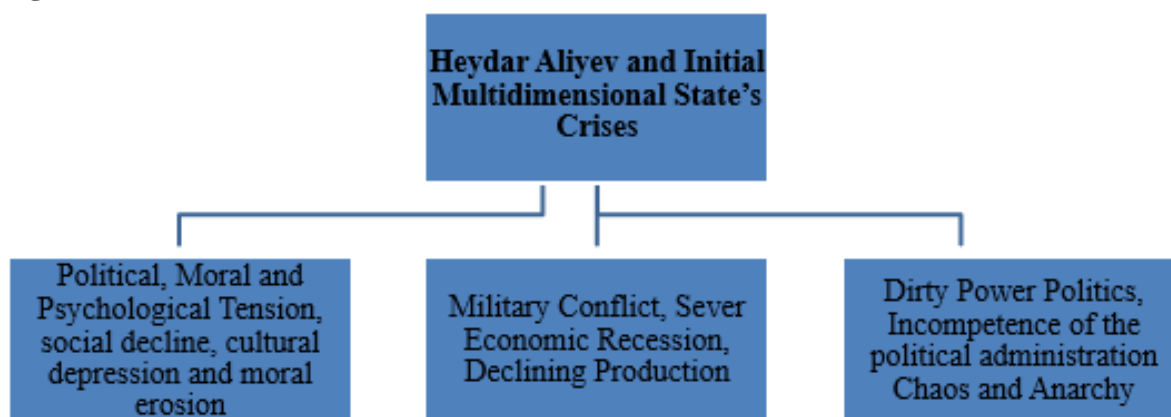 Heydar Aliyev and Initial
Multidimensional State's
Crises
Political, Moral and
Psychological Tension,
social decline, cultural
depression and moral
erosion
Military Conflict, Sever
Economic Recession,
Declining Production
Dirty Power Politics,
Incompetence of the
political administration
Chaos and Anarchy